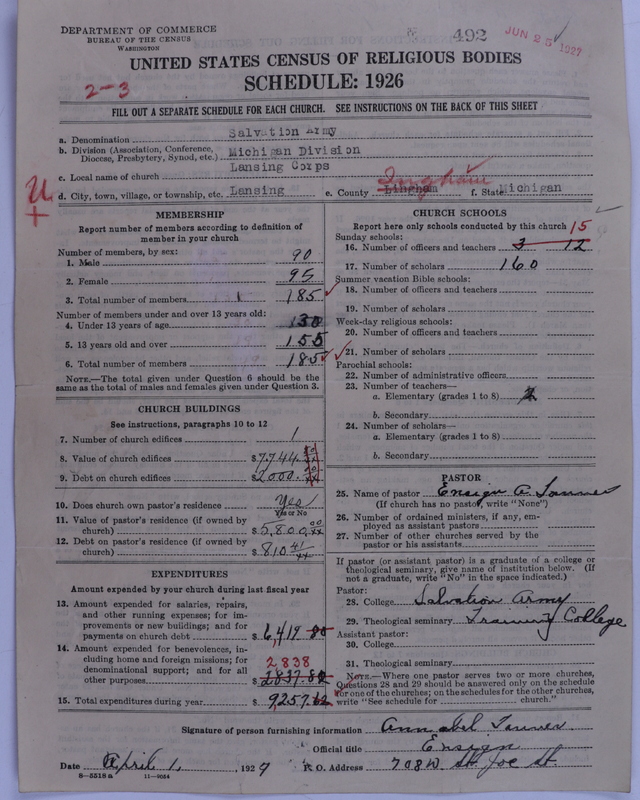 DEPARTMENT OF COMMERCE
BUREAU OF THE CENSUS
WASHINGTON
492
JUN 25 1927
UNITED STATES CENSUS OF RELIGIOUS BODIES
SCHEDULE: 1926
2-3
FILL OUT A SEPARATE SCHEDULE FOR EACH CHURCH. SEE INSTRUCTIONS ON THE BACK OF THIS SHEET
a. Denomination Salvation Army
b. Division (Association, Conference, Diocese, Presbytery, Synod, etc.) Michigan Division
c. Local name of church Lansing Corps
d. City, town, village, or township, etc. Lansing e. County Lingham Ingham f. State Michigan
U
MEMBERSHIP
Report number of members according to definition of
member in your church
Number of members, by sex:
1. Male 90
2. Female 95
3. Total number of members 185
Number of members under and over 13 years old:
4. Under 13 years of age 30
5. 13 years old and over 155
6. Total number of members 185
NOTE.—The total given under Question 6 should be the
same as the total of males and females given under Question 3.
CHURCH BUILDINGS
See instructions, paragraphs 10 to 12
7. Number of church edifices 1
8. Value of church edifices $7744
9. Debt on church edifices $2000
10. Does church own pastor's residence Yes
Yes or No
11. Value of pastor's residence (if owned by
church) $5,800 00/xx
12. Debt on pastor's residence (if owned by
church) $810 41/xx
EXPENDITURES
Amount expended by your church during last fiscal year
13. Amount expended for salaries, repairs,
and other running expenses; for im-
provements or new buildings; and for
payments on church debt $6,419
14. Amount expended for benevolences, in-
cluding home and foreign missions; for
denominational support; and for all
other purposes $2837.82 2838
15. Total expenditures during year $9257.
CHURCH SCHOOLS
Report here only schools conducted by this church
Sunday schools: 15
16. Number of officers and teachers 3 12
17. Number of scholars 160
Summer vacation Bible schools:
18. Number of officers and teachers
19. Number of scholars
Week-day religious schools:
20. Number of officers and teachers
21. Number of scholars
Parochial schools:
22. Number of administrative officers
23. Number of teachers—
a. Elementary (grades 1 to 8)
b. Secondary
24. Number of scholars—
a. Elementary (grades 1 to 8)
b. Secondary
PASTOR
25. Name of pastor Ensign A. Tanner
(If church has no pastor, write "None")
26. Number of ordained ministers, if any, em-
ployed as assistant pastors
27. Number of other churches served by the
pastor or his assistants
If pastor (or assistant pastor) is a graduate of a college or
theological seminary, give name of institution below. (If
not a graduate, write "No" in the space indicated.)
Pastor:
28. College Salvation Army
29. Theological seminary Training College
Assistant pastor:
30. College
31. Theological seminary
NOTE.—Where one pastor serves two or more churches,
Questions 28 and 29 should be answered only on the schedule
for one of the churches; on the schedules for the other churches,
write "See schedule for church."
Signature of person furnishing information Annabel Tanner
Official title Ensign
Date April 1, 1927 P. O. Address 708 W St. Joe St.
8—5518 a 11—9034